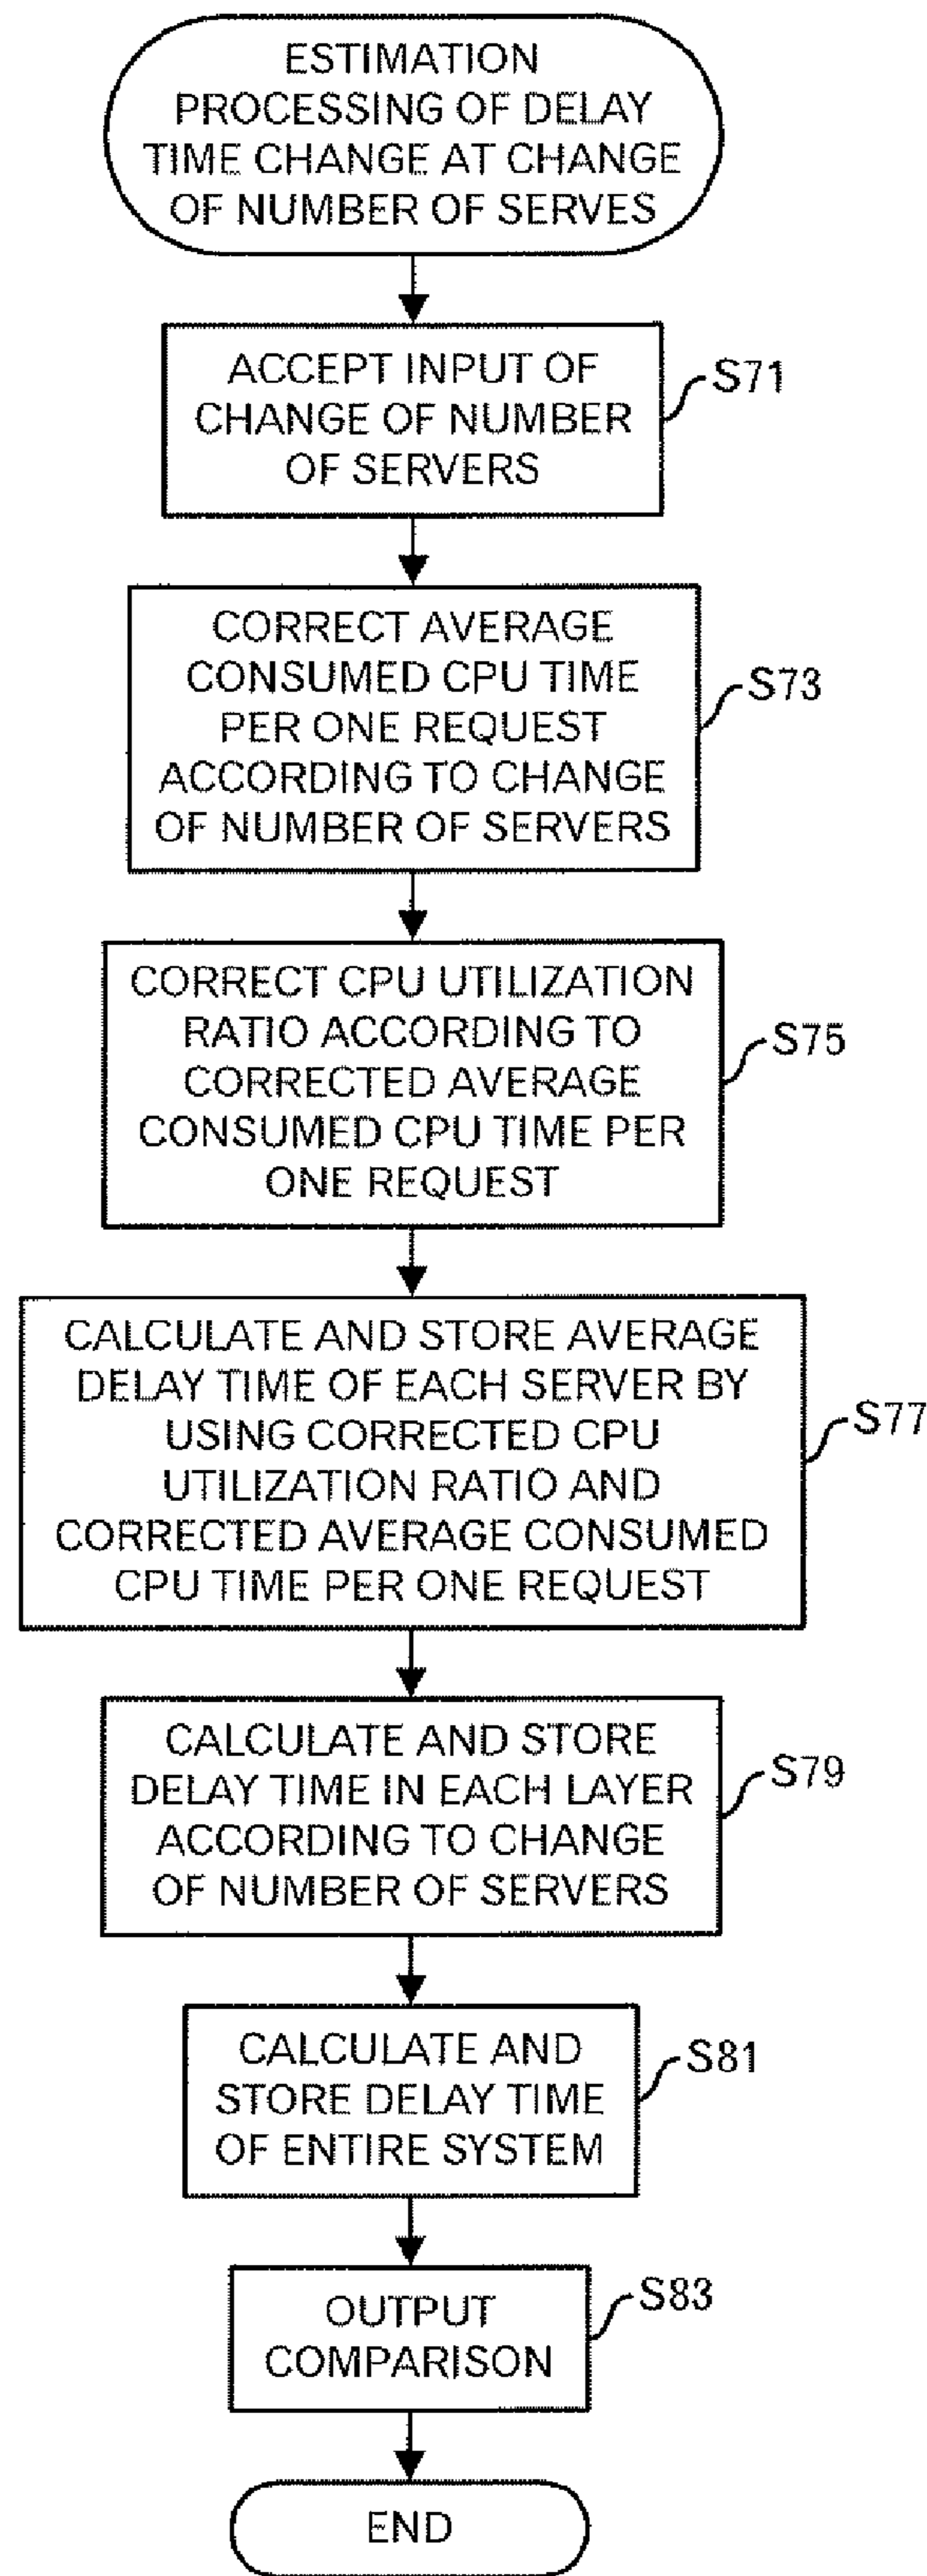 ESTIMATION
PROCESSING OF DELAY
TIME CHANGE AT CHANGE
OF NUMBER OF SERVES
ACCEPT INPUT OF
CHANGE OF NUMBER
OF SERVERS
S71
CORRECT AVERAGE
CONSUMED CPU TIME
PER ONE REQUEST
ACCORDING TO CHANGE
OF NUMBER OF SERVERS
S73
CORRECT CPU UTILIZATION
RATIO ACCORDING TO
CORRECTED AVERAGE
CONSUMED CPU TIME PER
ONE REQUEST
S75
CALCULATE AND STORE AVERAGE
DELAY TIME OF EACH SERVER BY
USING CORRECTED CPU
UTILIZATION RATIO AND
CORRECTED AVERAGE CONSUMED
CPU TIME PER ONE REQUEST
S77
CALCULATE AND STORE
DELAY TIME IN EACH LAYER
ACCORDING TO CHANGE
OF NUMBER OF SERVERS
S79
CALCULATE AND
STORE DELAY TIME
OF ENTIRE SYSTEM
S81
OUTPUT
COMPARISON
S83
END